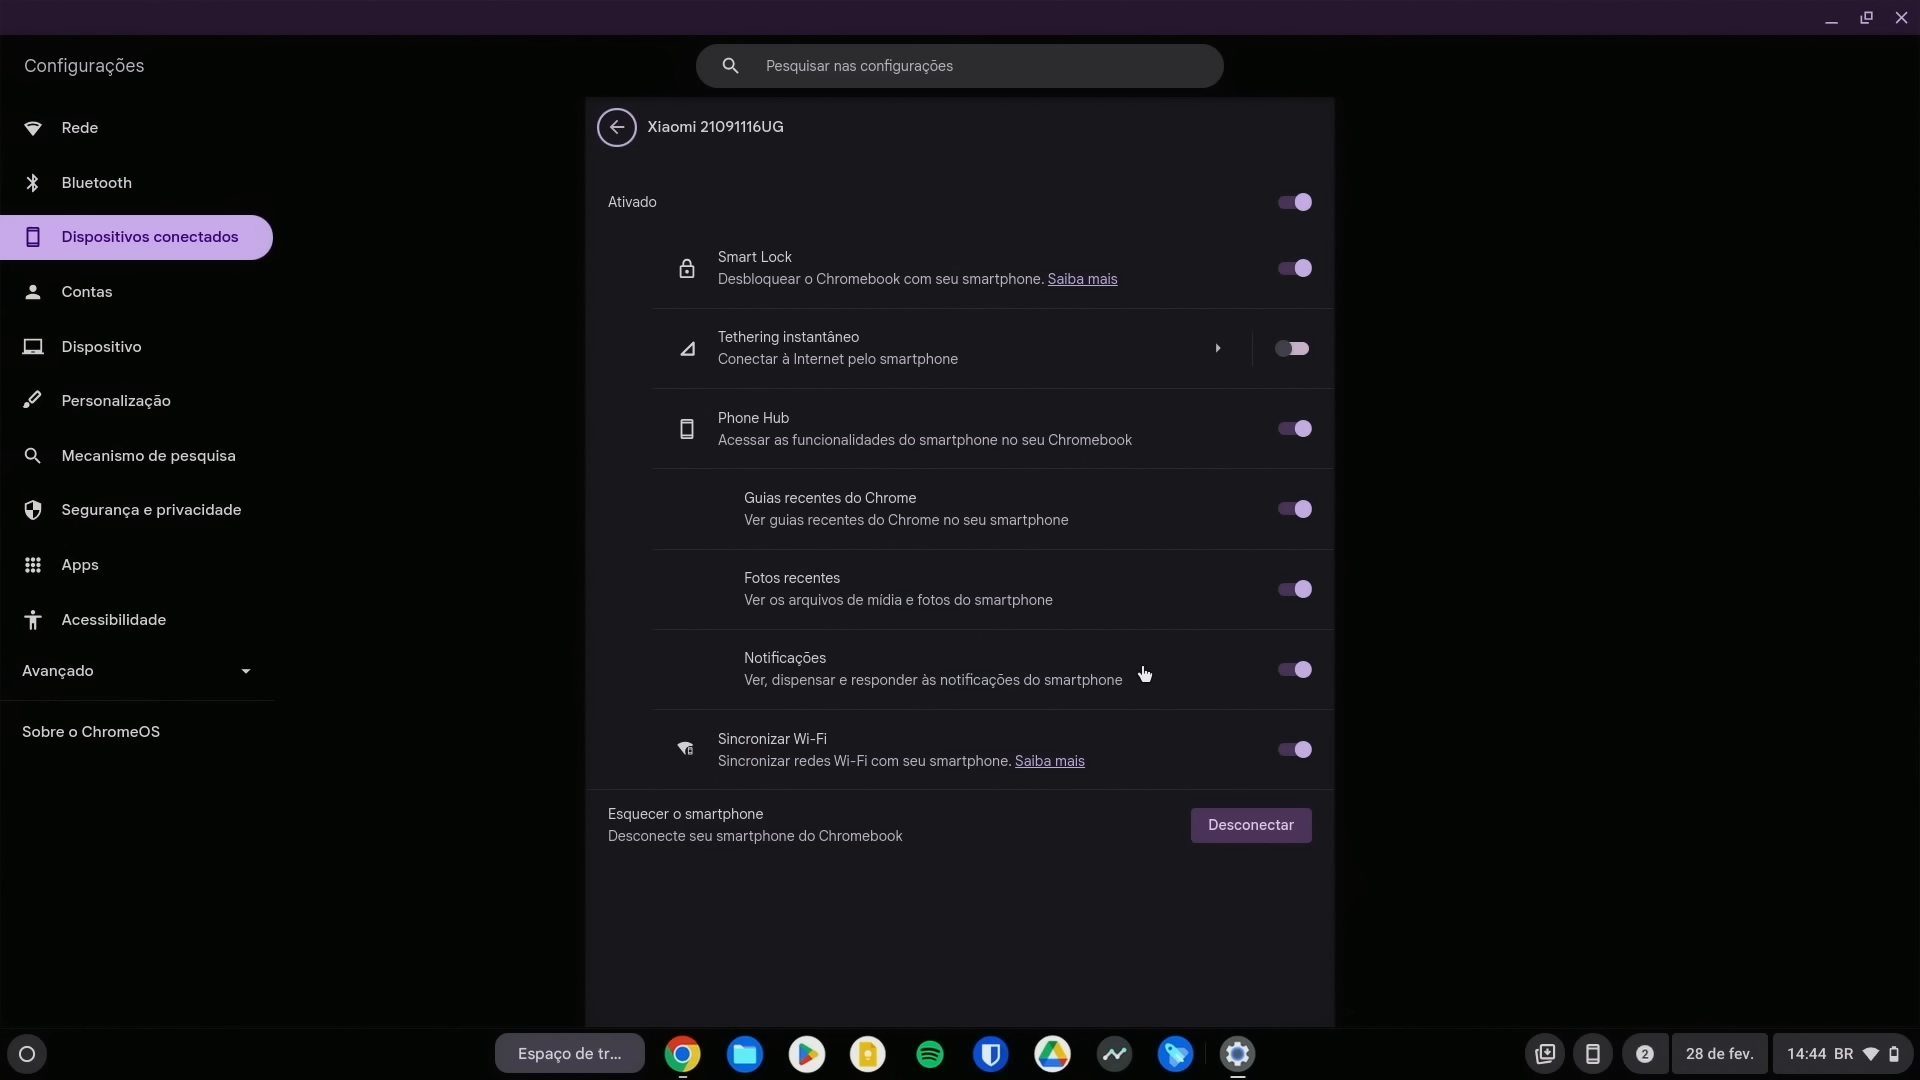 Configurações
Pesquisar nas configurações
Rede
Bluetooth
Dispositivos conectados
Contas
Dispositivo
Personalização
Mecanismo de pesquisa
Segurança e privacidade
Apps
Acessibilidade
Avançado
Sobre o ChromeOS
Xiaomi 21091116UG
Ativado
Smart Lock
Desbloquear o Chromebook com seu smartphone. Saiba mais
Tethering instantâneo
Conectar à Internet pelo smartphone
Phone Hub
Acessar as funcionalidades do smartphone no seu Chromebook
Guias recentes do Chrome
Ver guias recentes do Chrome no seu smartphone
Fotos recentes
Ver os arquivos de mídia e fotos do smartphone
Notificações
Ver, dispensar e responder às notificações do smartphone
Sincronizar Wi-Fi
Sincronizar redes Wi-Fi com seu smartphone. Saiba mais
Esquecer o smartphone
Desconecte seu smartphone do Chromebook
Desconectar
Espaço de tr...
2
28 de fev.
14:44 BR